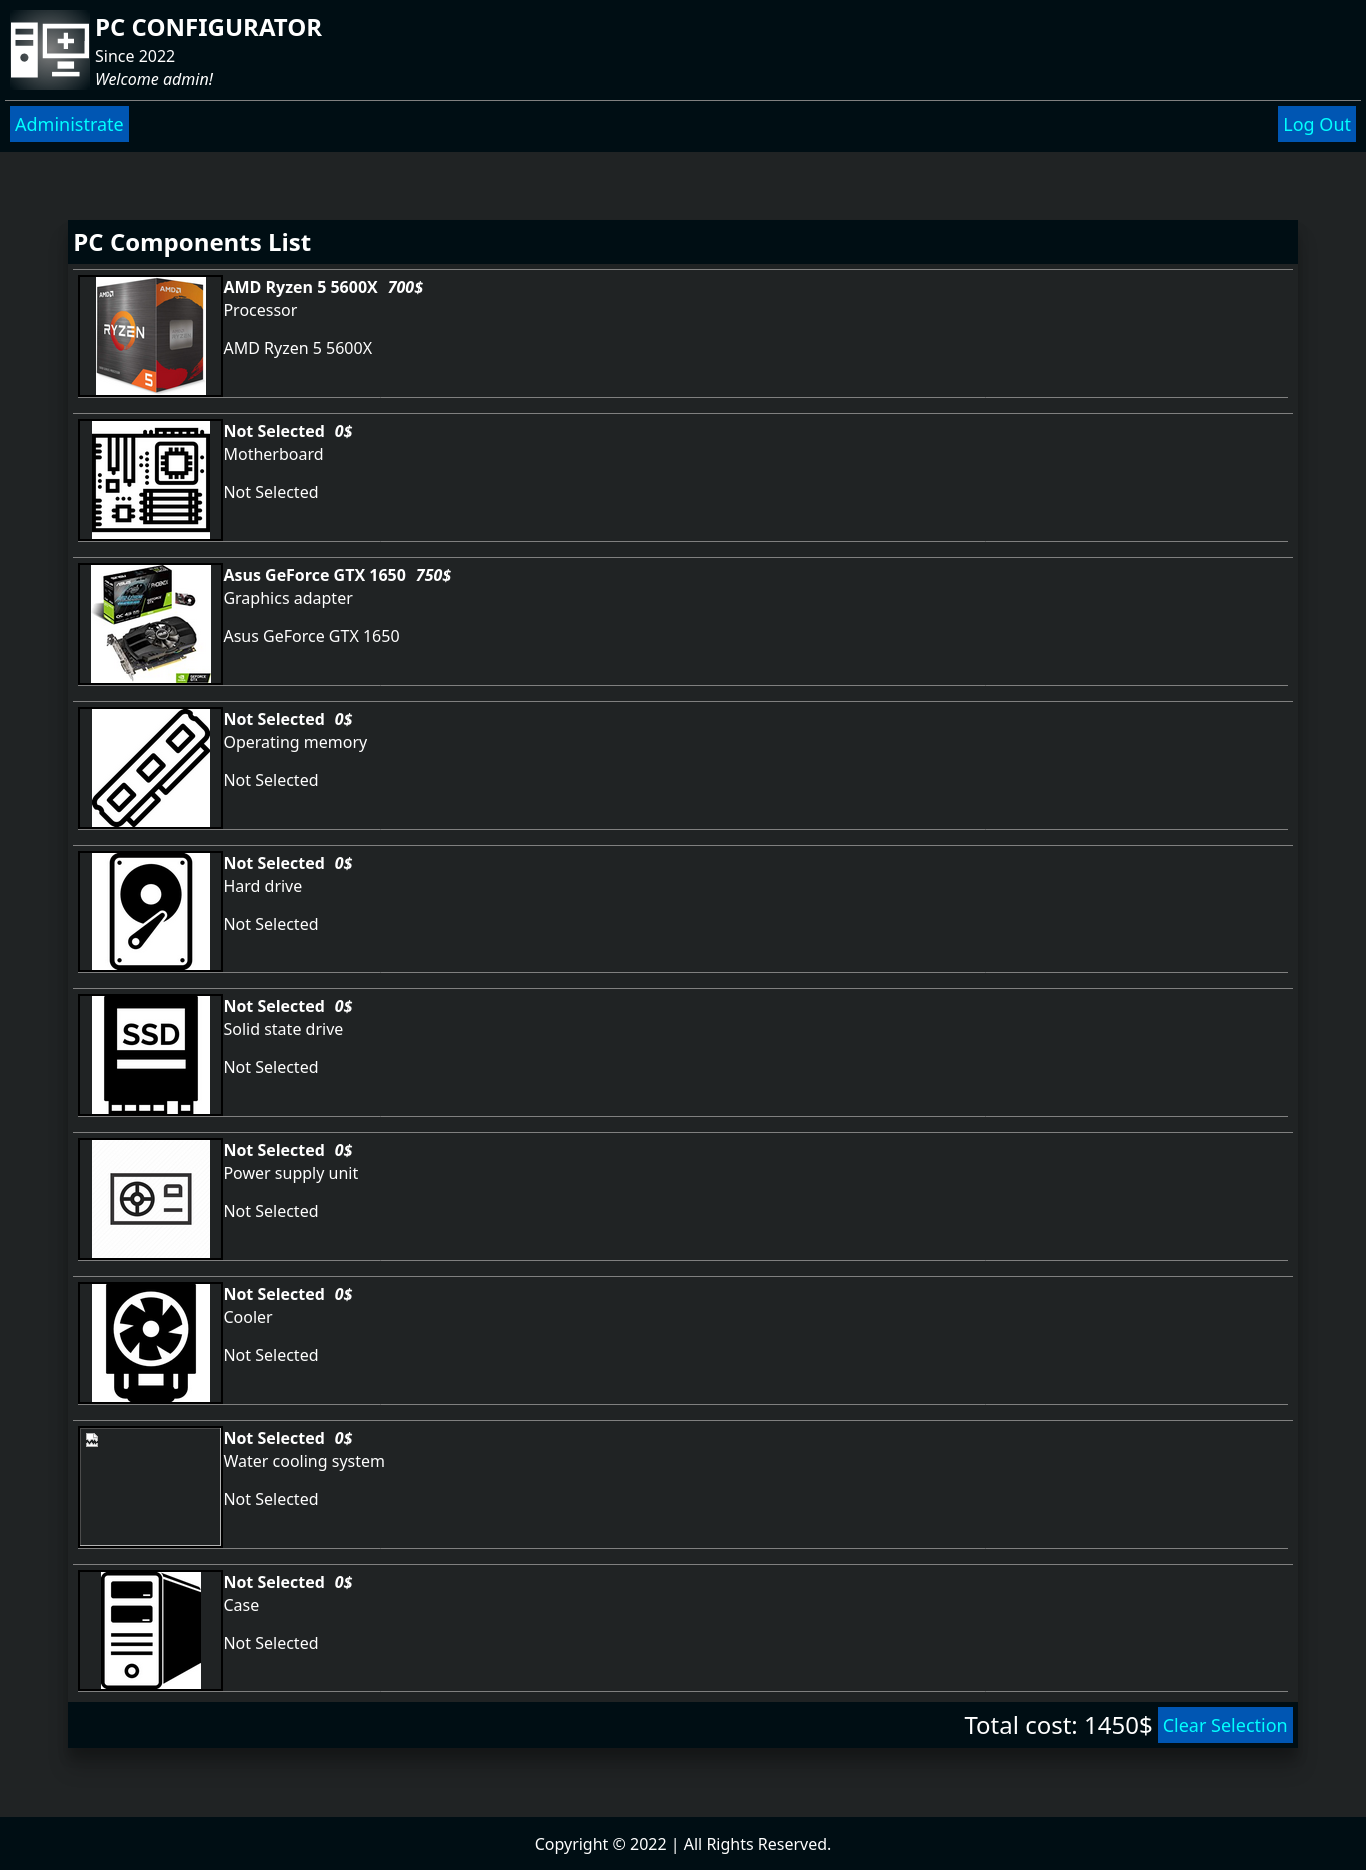 PC CONFIGURATOR
Since 2022
Welcome admin!
Administrate
Log Out
PC Components List
AMD Ryzen 5 5600X 700$
Processor
AMD Ryzen 5 5600X
AMD
AMD
RYZEN
5
Not Selected 0$
Motherboard
Not Selected
Asus GeForce GTX 1650 750$
Graphics adapter
Asus GeForce GTX 1650
Not Selected 0$
Operating memory
Not Selected
Not Selected 0$
Hard drive
Not Selected
Not Selected 0$
Solid state drive
Not Selected
SSD
Not Selected 0$
Power supply unit
Not Selected
Not Selected 0$
Cooler
Not Selected
Not Selected 0$
Water cooling system
Not Selected
Not Selected 0$
Case
Not Selected
Total cost: 1450$ Clear Selection
Copyright © 2022 | All Rights Reserved.